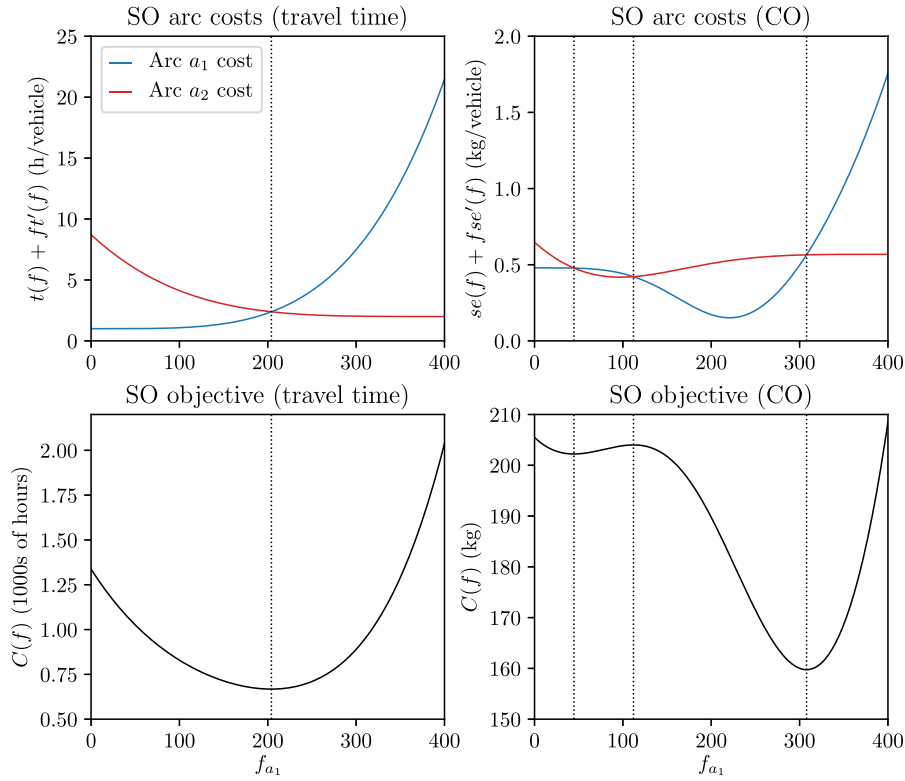 SO arc costs (travel time)
25
20
15
10
5
0
0 100 200 300 400
t(f) + ft′(f) (h/vehicle)
Arc a₁ cost
Arc a₂ cost
SO arc costs (CO)
2.0
1.5
1.0
0.5
0.0
0 100 200 300 400
se(f) + fse′(f) (kg/vehicle)
SO objective (travel time)
2.00
1.75
1.50
1.25
1.00
0.75
0.50
0 100 200 300 400
C(f) (1000s of hours)
f_{a₁}
SO objective (CO)
210
200
190
180
170
160
150
0 100 200 300 400
C(f) (kg)
f_{a₁}